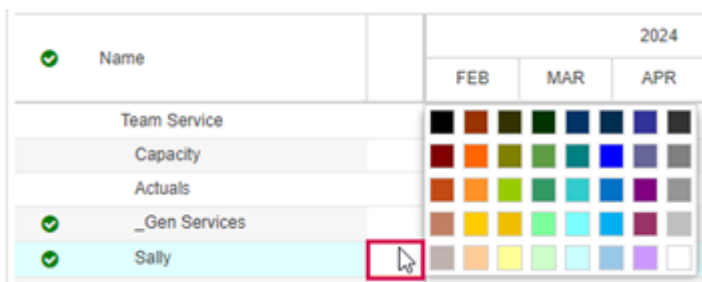 2024
Name
FEB MAR APR
Team Service
Capacity
Actuals
_Gen Services
Sally